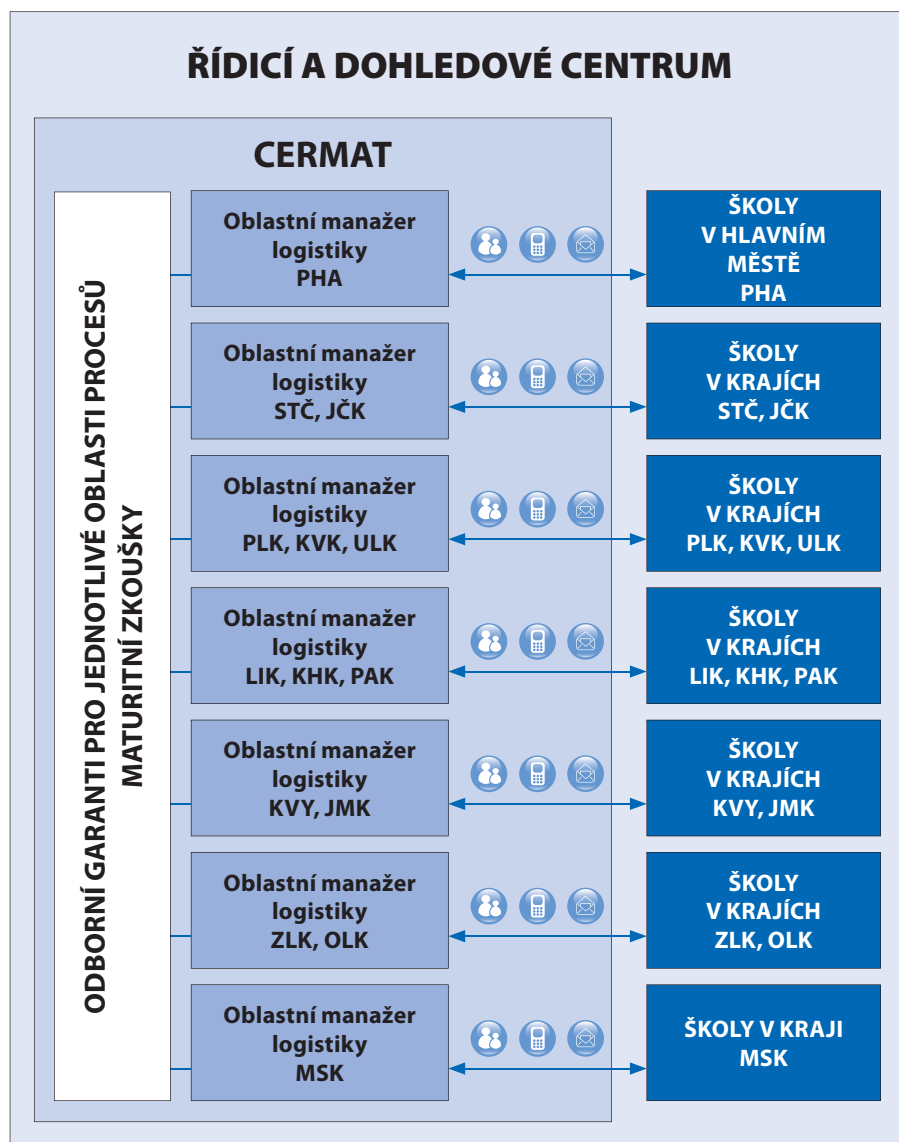 ŘÍDICÍ A DOHLEDOVÉ CENTRUM
CERMAT
ODBORNÍ GARANTI PRO JEDNOTLIVÉ OBLASTI PROCESŮ
MATURITNÍ ZKOUŠKY
Oblastní manažer
logistiky
PHA
ŠKOLY
V HLAVNÍM
MĚSTĚ
PHA
Oblastní manažer
logistiky
STČ, JČK
ŠKOLY
V KRAJÍCH
STČ, JČK
Oblastní manažer
logistiky
PLK, KVK, ULK
ŠKOLY
V KRAJÍCH
PLK, KVK, ULK
Oblastní manažer
logistiky
LIK, KHK, PAK
ŠKOLY
V KRAJÍCH
LIK, KHK, PAK
Oblastní manažer
logistiky
KVY, JMK
ŠKOLY
V KRAJÍCH
KVY, JMK
Oblastní manažer
logistiky
ZLK, OLK
ŠKOLY
V KRAJÍCH
ZLK, OLK
Oblastní manažer
logistiky
MSK
ŠKOLY V KRAJI
MSK